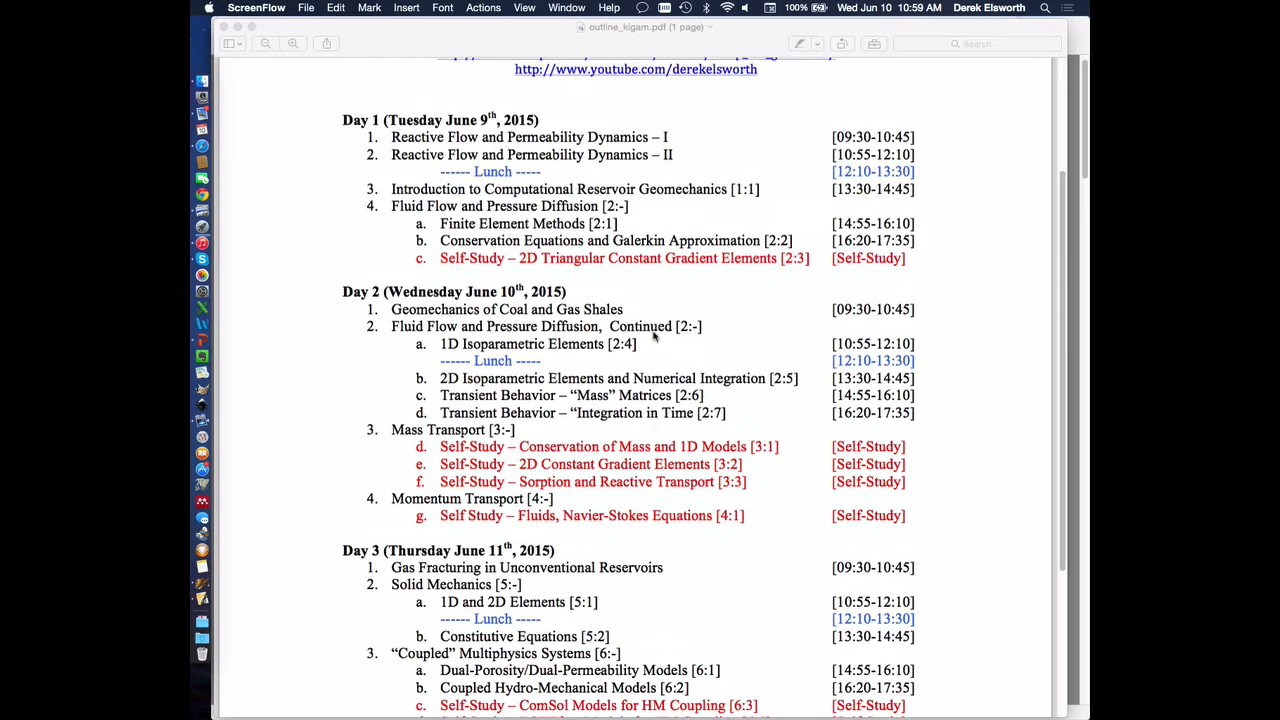 ScreenFlow File Edit Mark Insert Font Actions View Window Help 100% Wed Jun 10 10:59 AM Derek Elsworth
outline_kigam.pdf (1 page)
Search
http://www.youtube.com/derekelsworth
Day 1 (Tuesday June 9th, 2015)
1. Reactive Flow and Permeability Dynamics – I [09:30-10:45]
2. Reactive Flow and Permeability Dynamics – II [10:55-12:10]
------ Lunch ----- [12:10-13:30]
3. Introduction to Computational Reservoir Geomechanics [1:1] [13:30-14:45]
4. Fluid Flow and Pressure Diffusion [2:-]
a. Finite Element Methods [2:1] [14:55-16:10]
b. Conservation Equations and Galerkin Approximation [2:2] [16:20-17:35]
c. Self-Study – 2D Triangular Constant Gradient Elements [2:3] [Self-Study]
Day 2 (Wednesday June 10th, 2015)
1. Geomechanics of Coal and Gas Shales [09:30-10:45]
2. Fluid Flow and Pressure Diffusion, Continued [2:-]
a. 1D Isoparametric Elements [2:4] [10:55-12:10]
------ Lunch ----- [12:10-13:30]
b. 2D Isoparametric Elements and Numerical Integration [2:5] [13:30-14:45]
c. Transient Behavior – “Mass” Matrices [2:6] [14:55-16:10]
d. Transient Behavior – “Integration in Time [2:7] [16:20-17:35]
3. Mass Transport [3:-]
d. Self-Study – Conservation of Mass and 1D Models [3:1] [Self-Study]
e. Self-Study – 2D Constant Gradient Elements [3:2] [Self-Study]
f. Self-Study – Sorption and Reactive Transport [3:3] [Self-Study]
4. Momentum Transport [4:-]
g. Self Study – Fluids, Navier-Stokes Equations [4:1] [Self-Study]
Day 3 (Thursday June 11th, 2015)
1. Gas Fracturing in Unconventional Reservoirs [09:30-10:45]
2. Solid Mechanics [5:-]
a. 1D and 2D Elements [5:1] [10:55-12:10]
------ Lunch ----- [12:10-13:30]
b. Constitutive Equations [5:2] [13:30-14:45]
3. “Coupled” Multiphysics Systems [6:-]
a. Dual-Porosity/Dual-Permeability Models [6:1] [14:55-16:10]
b. Coupled Hydro-Mechanical Models [6:2] [16:20-17:35]
c. Self-Study – ComSol Models for HM Coupling [6:3] [Self-Study]